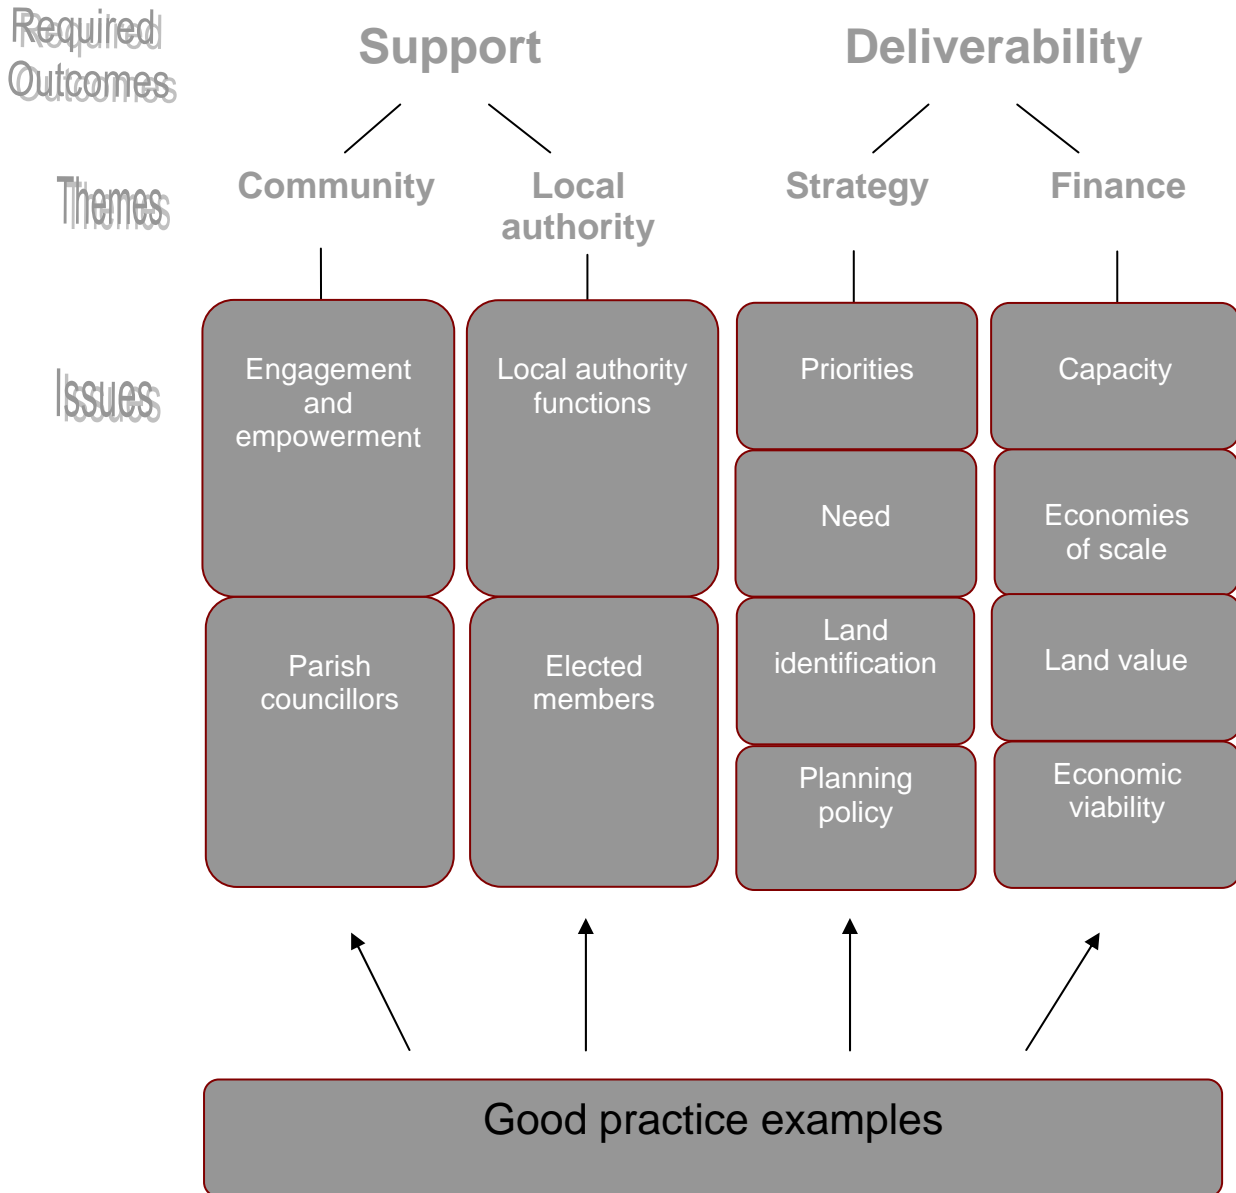 Required
Outcomes
Support
Deliverability
Themes
Community
Local
authority
Strategy
Finance
Issues
Engagement
and
empowerment
Local authority
functions
Priorities
Capacity
Need
Economies
of scale
Parish
councillors
Elected
members
Land
identification
Land value
Planning
policy
Economic
viability
Good practice examples